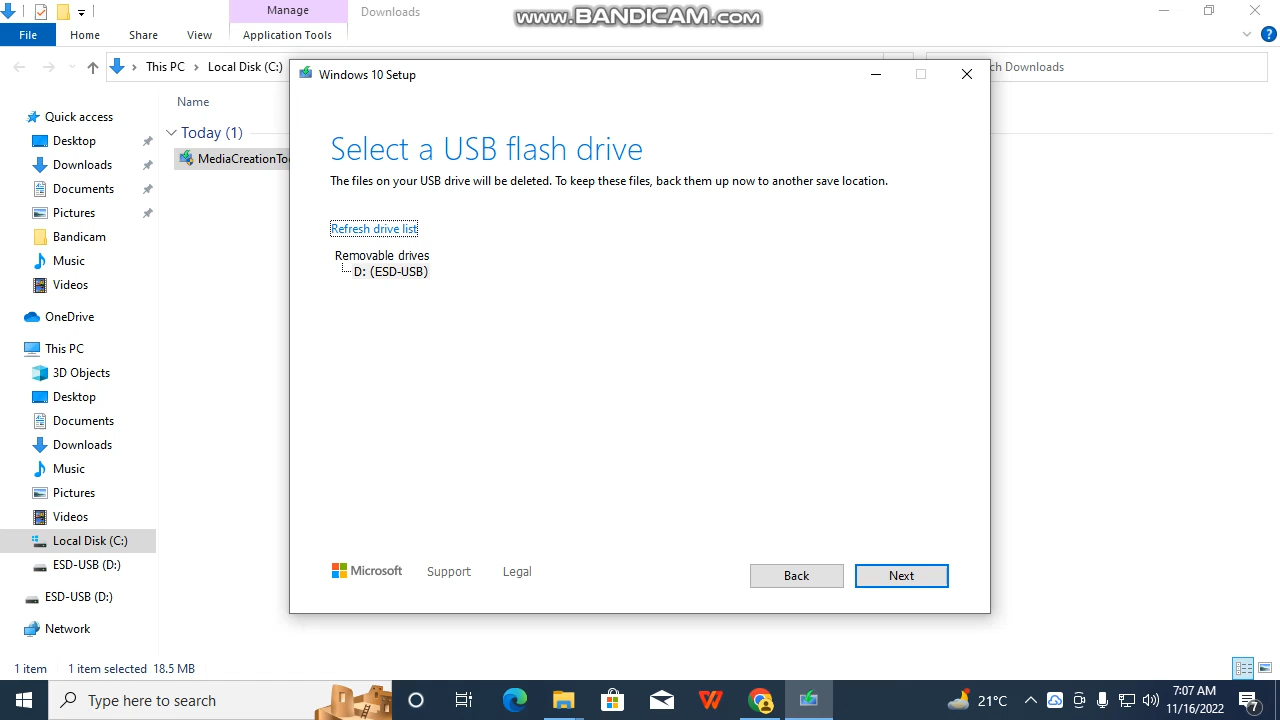 Manage
Downloads
www.BANDICAM.com
File
Home
Share
View
Application Tools
This PC
Local Disk (C:)
Downloads
Windows 10 Setup
Name
Today (1)
Select a USB flash drive
The files on your USB drive will be deleted. To keep these files, back them up now to another save location.
Refresh drive list
Removable drives
D: (ESD-USB)
Microsoft
Support
Legal
Back
Next
Quick access
Desktop
Downloads
Documents
Pictures
Bandicam
Music
Videos
OneDrive
This PC
3D Objects
Desktop
Documents
Downloads
Music
Pictures
Videos
Local Disk (C:)
ESD-USB (D:)
ESD-USB (D:)
Network
1 item
1 item selected 18.5 MB
Type here to search
21°C
7:07 AM
11/16/2022
7